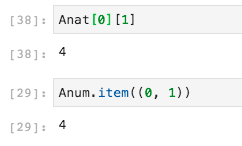 [38]: Anat[0][1]
[38]: 4
[29]: Anum.item((0, 1))
[29]: 4